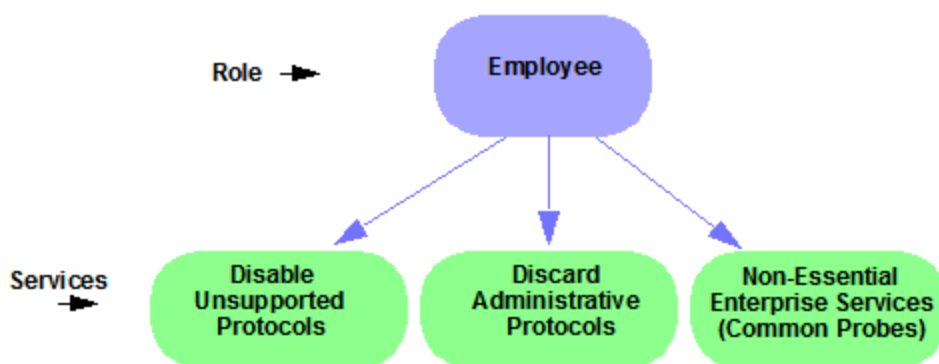 Role
Employee
Services
Disable
Unsupported
Protocols
Discard
Administrative
Protocols
Non-Essential
Enterprise Services
(Common Probes)